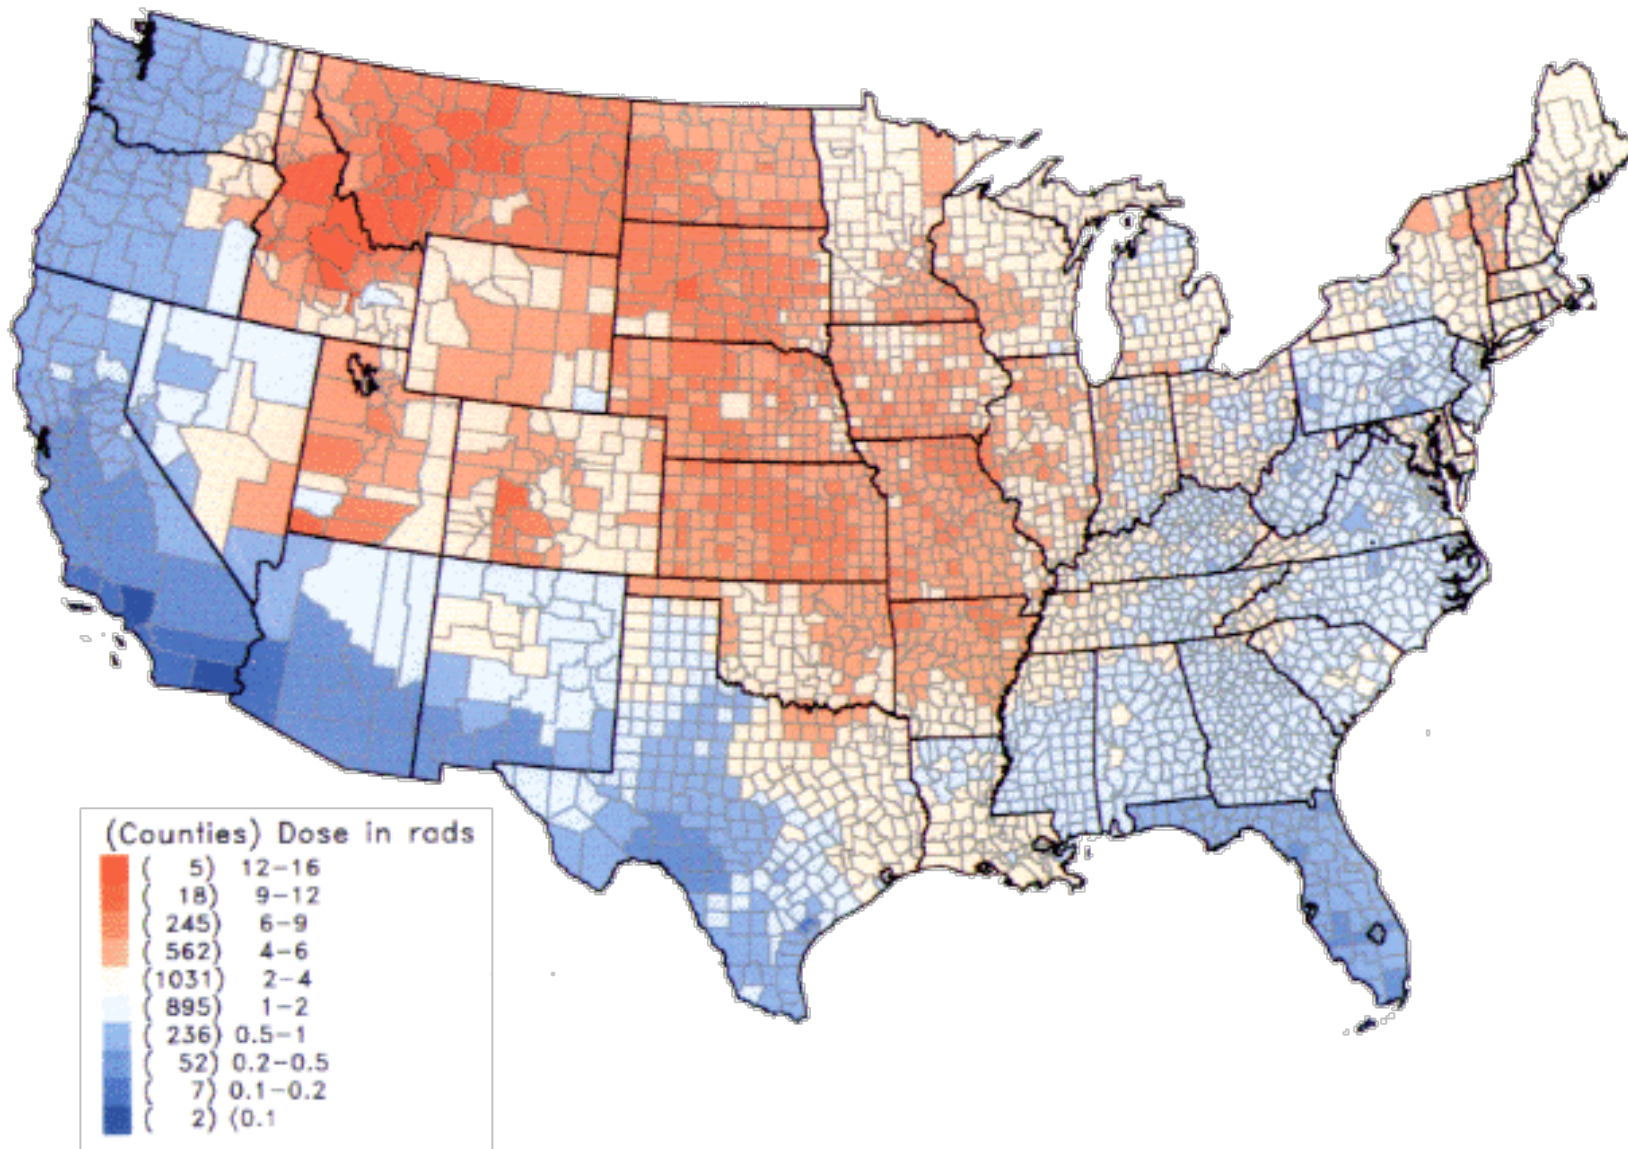 (Counties) Dose in rads
( 5) 12-16
( 18) 9-12
( 245) 6-9
( 562) 4-6
(1031) 2-4
( 895) 1-2
( 236) 0.5-1
( 52) 0.2-0.5
( 7) 0.1-0.2
( 2) (0.1